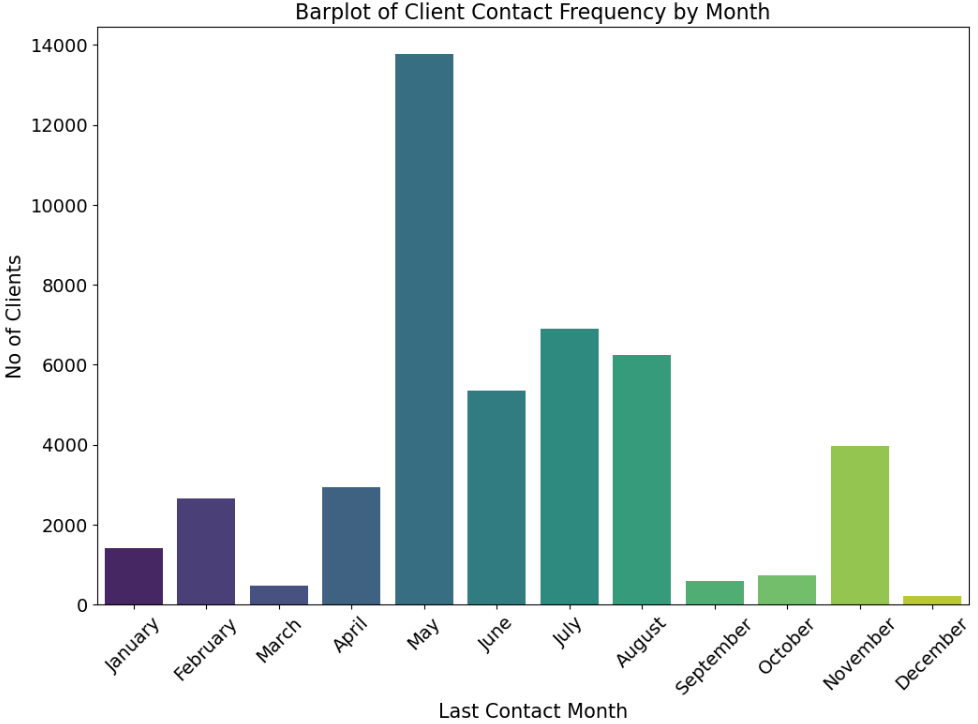 Barplot of Client Contact Frequency by Month
14000
12000
10000
8000
6000
4000
2000
0
No of Clients
January
February
March
April
May
June
July
August
September
October
November
December
Last Contact Month